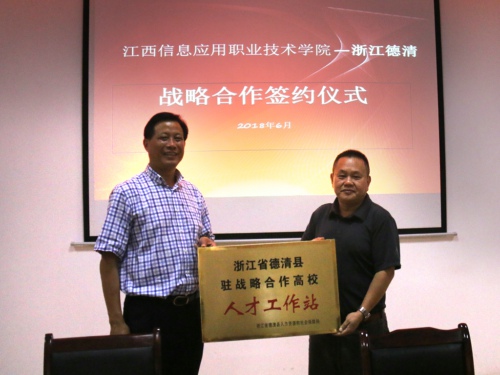 江西信息应用职业技术学院—浙江德清
战略合作签约仪式
2018年6月
浙江省德清县
驻战略合作高校
人才工作站